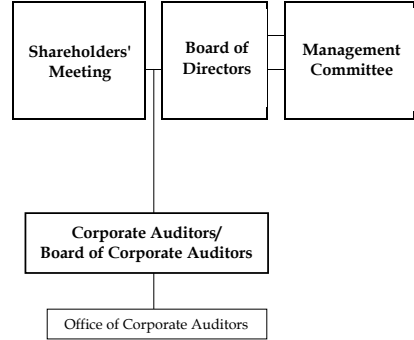 Shareholders'
Meeting
Board of
Directors
Management
Committee
Corporate Auditors/
Board of Corporate Auditors
Office of Corporate Auditors